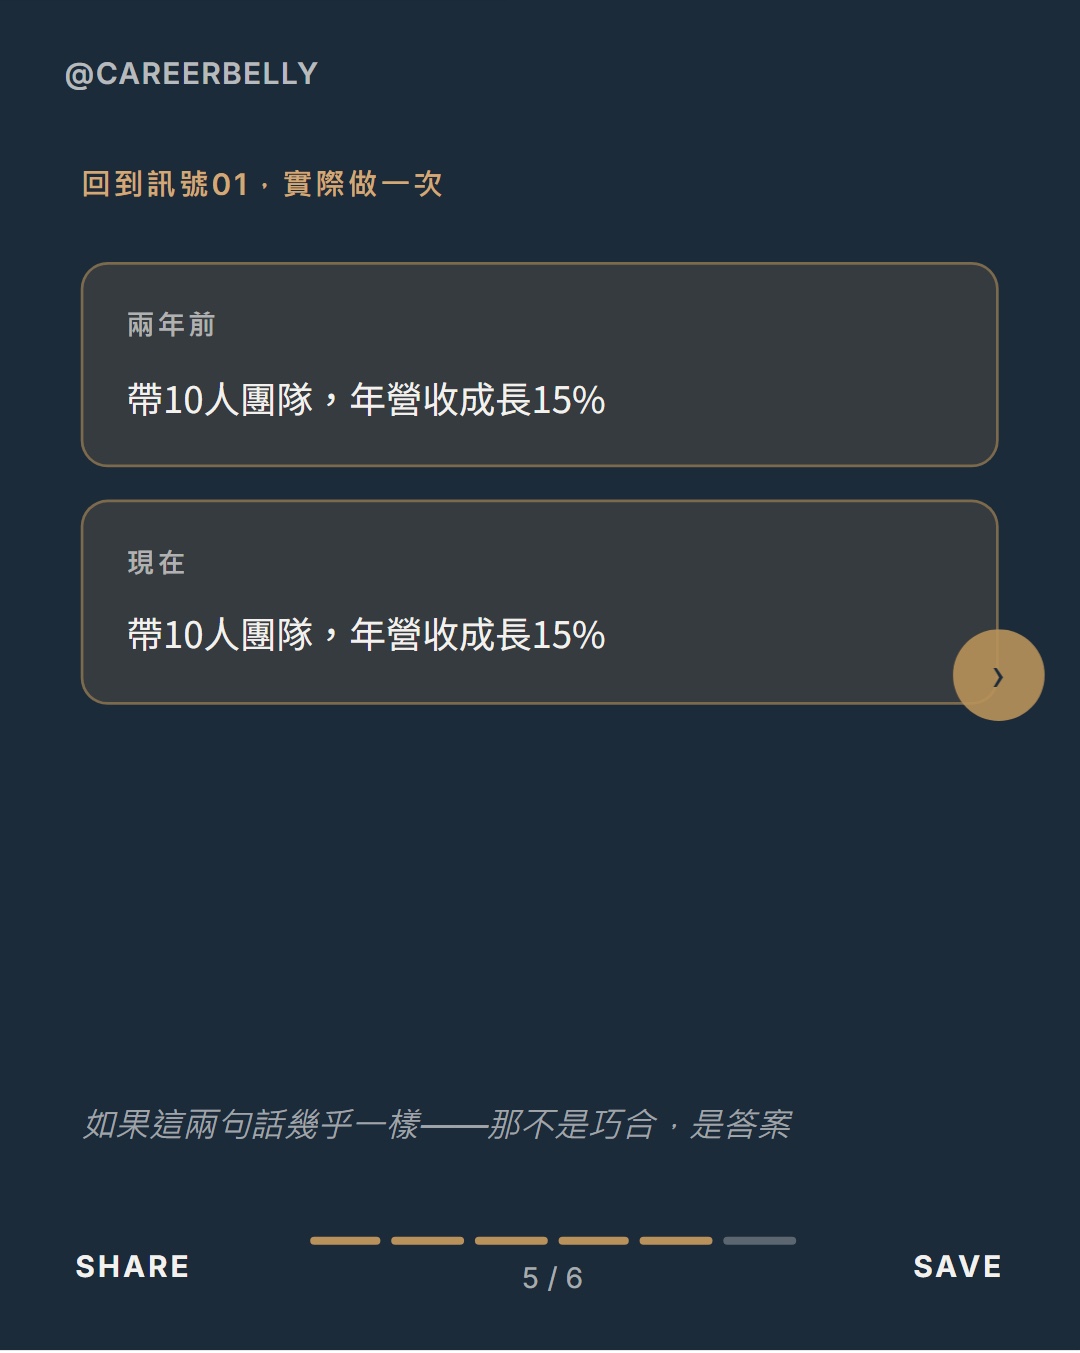 @CAREERBELLY
回到訊號01，實際做一次
兩年前
帶10人團隊，年營收成長15%
現在
帶10人團隊，年營收成長15%
›
如果這兩句話幾乎一樣——那不是巧合，是答案
SHARE
5 / 6
SAVE